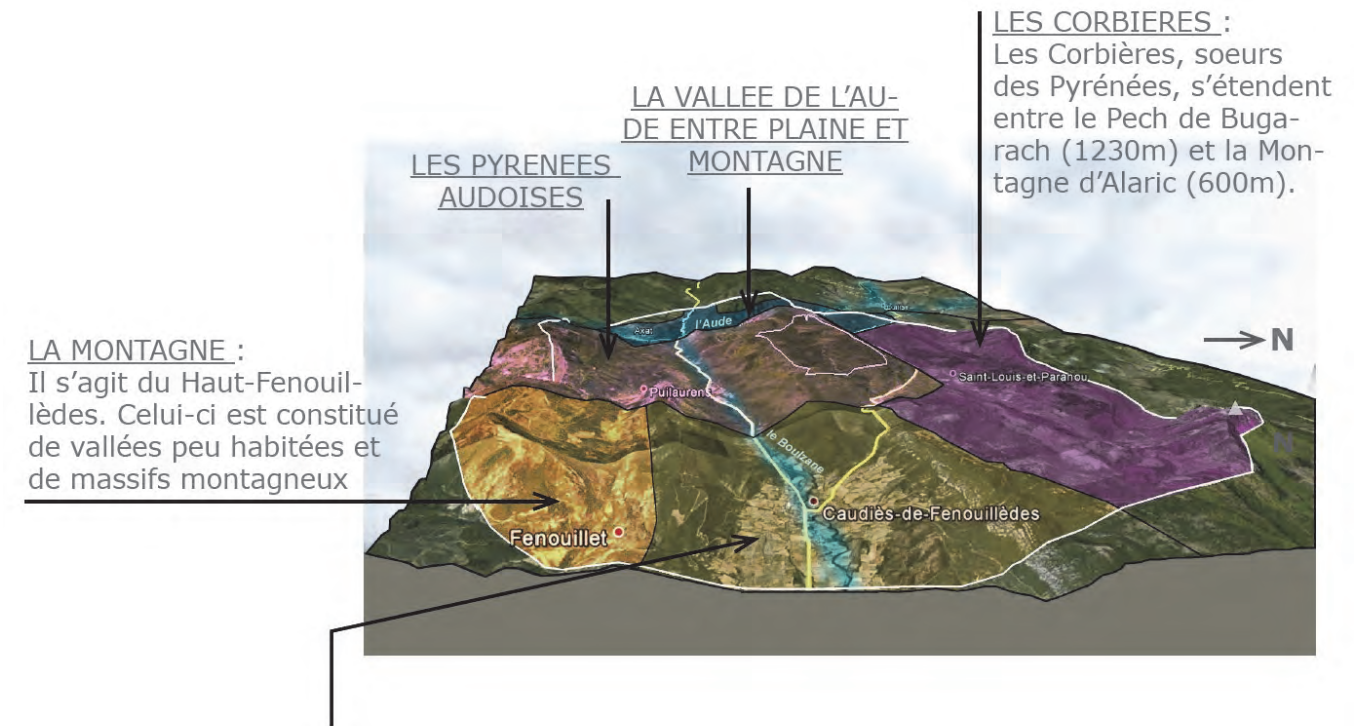 LES CORBIERES :
Les Corbières, soeurs
des Pyrénées, s'étendent
entre le Pech de Buga-
rach (1230m) et la Mon-
tagne d'Alaric (600m).
LA VALLEE DE L'AU-
DE ENTRE PLAINE ET
MONTAGNE
LES PYRENEES
AUDOISES
LA MONTAGNE :
Il s'agit du Haut-Fenouil-
lèdes. Celui-ci est constitué
de vallées peu habitées et
de massifs montagneux
N
Axat
l'Aude
Puilaurens
Saint-Louis-et-Parahou
le Boulzane
Caudiès-de-Fenouillèdes
Fenouillet
N